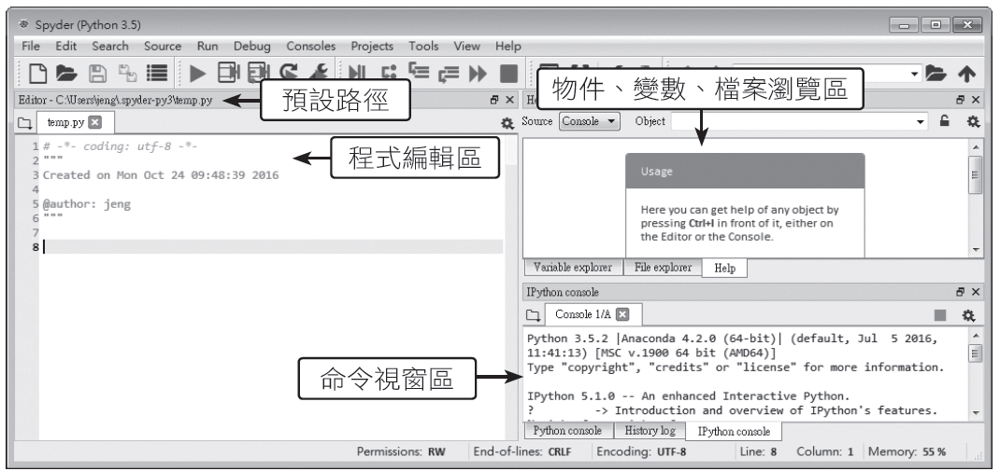 Spyder (Python 3.5)
File Edit Search Source Run Debug Consoles Projects Tools View Help
Editor - C:\Users\jeng\.spyder-py3\temp.py
預設路徑
物件、變數、檔案瀏覽區
temp.py
Source Console Object
程式編輯區
1 # -*- coding: utf-8 -*-
2 """
3 Created on Mon Oct 24 09:48:39 2016
4
5 @author: jeng
6 """
7
8
Usage
Here you can get help of any object by
pressing Ctrl+I in front of it, either on
the Editor or the Console.
Variable explorer File explorer Help
IPython console
Console 1/A
Python 3.5.2 |Anaconda 4.2.0 (64-bit)| (default, Jul 5 2016,
11:41:13) [MSC v.1900 64 bit (AMD64)]
Type "copyright", "credits" or "license" for more information.
命令視窗區
IPython 5.1.0 -- An enhanced Interactive Python.
? -> Introduction and overview of IPython's features.
Python console History log IPython console
Permissions: RW End-of-lines: CRLF Encoding: UTF-8 Line: 8 Column: 1 Memory: 55 %